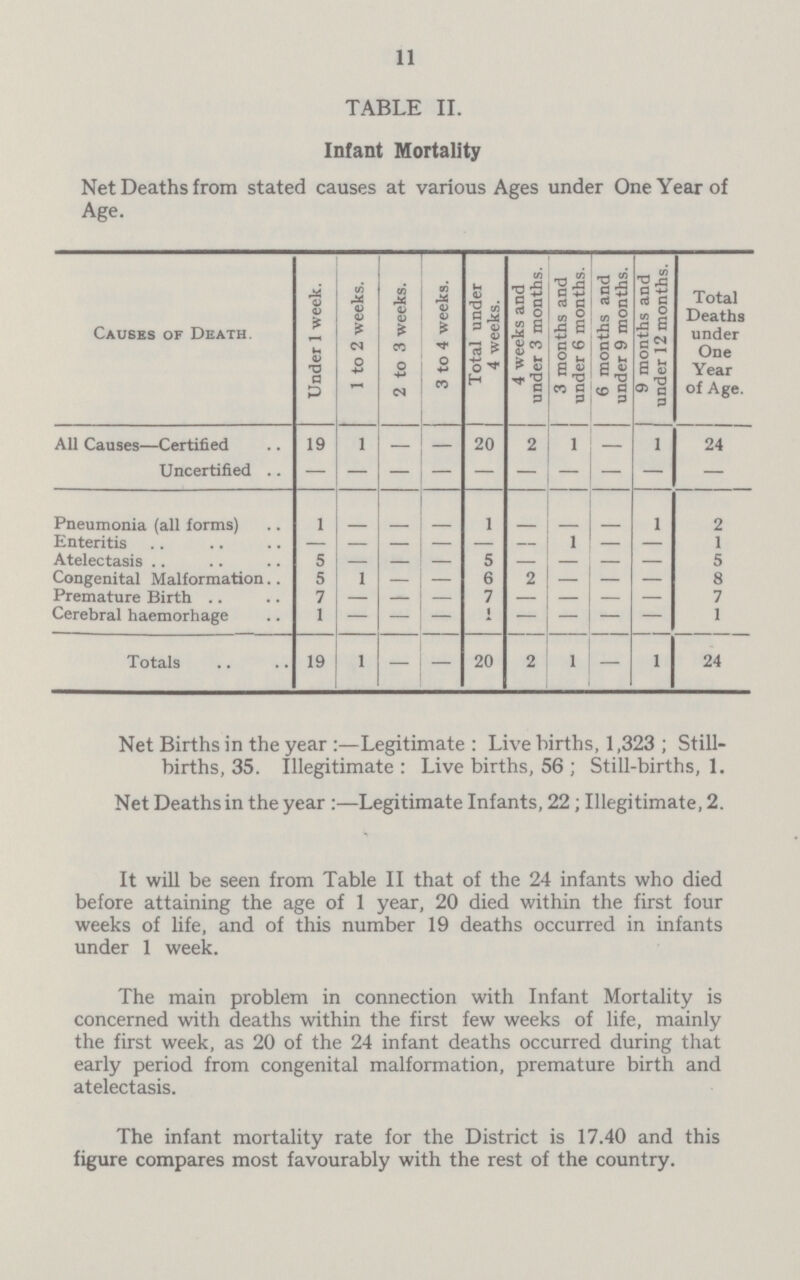 11
TABLE II.
Infant Mortality
Net Deaths from stated causes at various Ages under One Year of
Age.
Causes of Death. | Under 1 week. | 1 to 2 weeks. | 2 to 3 weeks. | 3 to 4 weeks. | Total under 4 weeks. | 4 weeks and under 3 months. | 3 months and under 6 months. | 6 months and under 9 months. | 9 months and under 12 months. | Total Deaths under One Year of Age.
All Causes—Certified .. 19 1 — — 20 2 1 — 1 24
Uncertified .. — — — — — — — — — —
Pneumonia (all forms) .. 1 — — — 1 — — — 1 2
Enteritis .. .. .. — — — — — — 1 — — 1
Atelectasis .. .. .. 5 — — — 5 — — — — 5
Congenital Malformation.. 5 1 — — 6 2 — — — 8
Premature Birth .. .. 7 — — — 7 — — — — 7
Cerebral haemorhage .. 1 — — — 1 — — — — 1
Totals .. .. 19 1 — — 20 2 1 — 1 24
Net Births in the year :—Legitimate : Live births, 1,323 ; Still-
births, 35. Illegitimate : Live births, 56 ; Still-births, 1.
Net Deaths in the year :—Legitimate Infants, 22 ; Illegitimate, 2.
It will be seen from Table II that of the 24 infants who died
before attaining the age of 1 year, 20 died within the first four
weeks of life, and of this number 19 deaths occurred in infants
under 1 week.
The main problem in connection with Infant Mortality is
concerned with deaths within the first few weeks of life, mainly
the first week, as 20 of the 24 infant deaths occurred during that
early period from congenital malformation, premature birth and
atelectasis.
The infant mortality rate for the District is 17.40 and this
figure compares most favourably with the rest of the country.